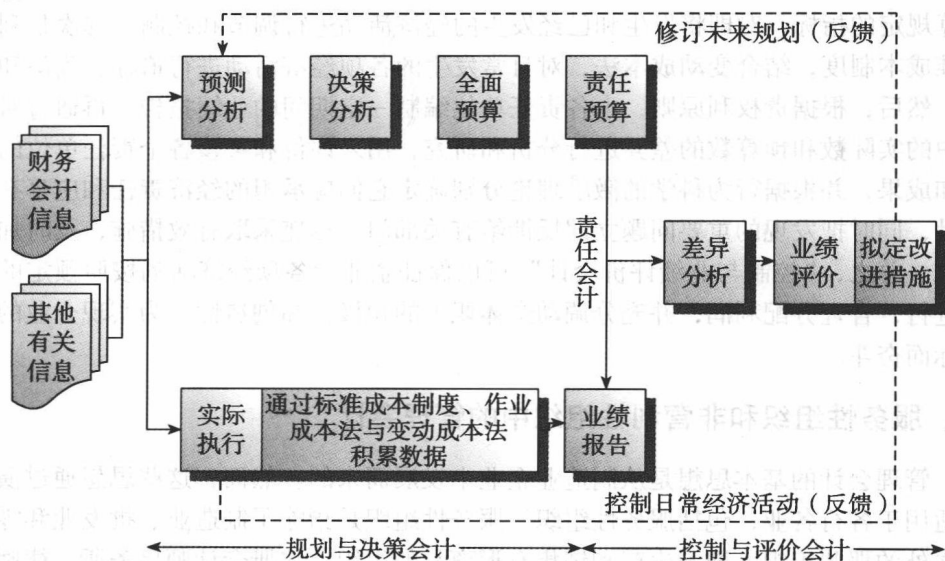 修订未来规划（反馈）
预测
分析
决策
分析
全面
预算
责任
预算
财务
会计
信息
责任会计
差异
分析
业绩
评价
拟定改
进措施
其他
有关
信息
实际
执行
通过标准成本制度、作业
成本法与变动成本法
积累数据
业绩
报告
控制日常经济活动（反馈）
规划与决策会计
控制与评价会计